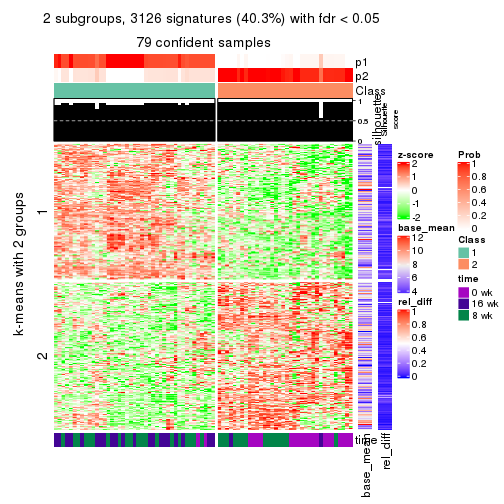 2 subgroups, 3126 signatures (40.3%) with fdr < 0.05
79 confident samples
p1
p2
Class
1
0.5
0
silhouette
Silhouette
score
k-means with 2 groups
1
2
time
base_mean
rel_diff
z-score
2
1
0
-1
-2
base_mean
12
10
8
6
4
rel_diff
1
0.8
0.6
0.4
0.2
0
Prob
1
0.8
0.6
0.4
0.2
0
Class
1
2
time
0 wk
16 wk
8 wk